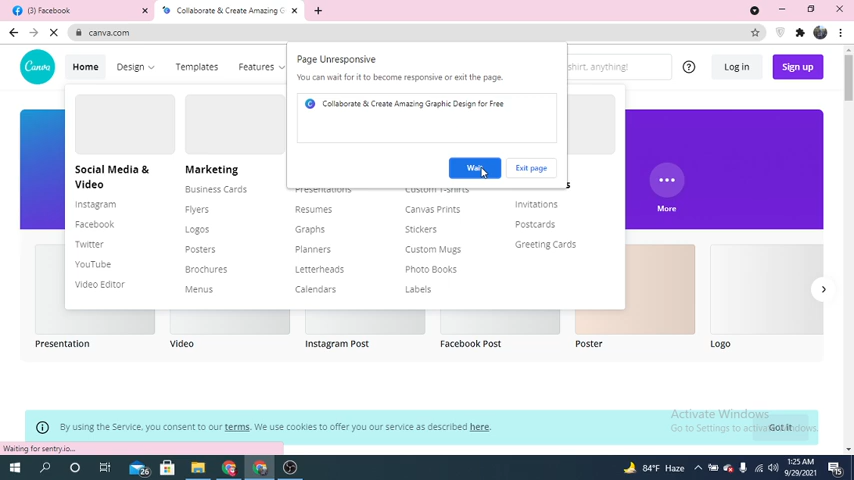 (3) Facebook
Collaborate & Create Amazing G
canva.com
Canva
Home
Design
Templates
Features
shirt, anything!
Log in
Sign up
Page Unresponsive
You can wait for it to become responsive or exit the page.
Collaborate & Create Amazing Graphic Design for Free
Wait
Exit page
Social Media &
Video
Instagram
Facebook
Twitter
YouTube
Video Editor
Marketing
Business Cards
Flyers
Logos
Posters
Brochures
Menus
Presentations
Resumes
Graphs
Planners
Letterheads
Calendars
Custom T-shirts
Canvas Prints
Stickers
Custom Mugs
Photo Books
Labels
Invitations
Postcards
Greeting Cards
More
Presentation
Video
Instagram Post
Facebook Post
Poster
Logo
By using the Service, you consent to our terms. We use cookies to offer you our service as described here.
Got it
Activate Windows
Go to Settings to activate Windows.
Waiting for sentry.io...
26
84°F Haze
1:25 AM
9/29/2021
15